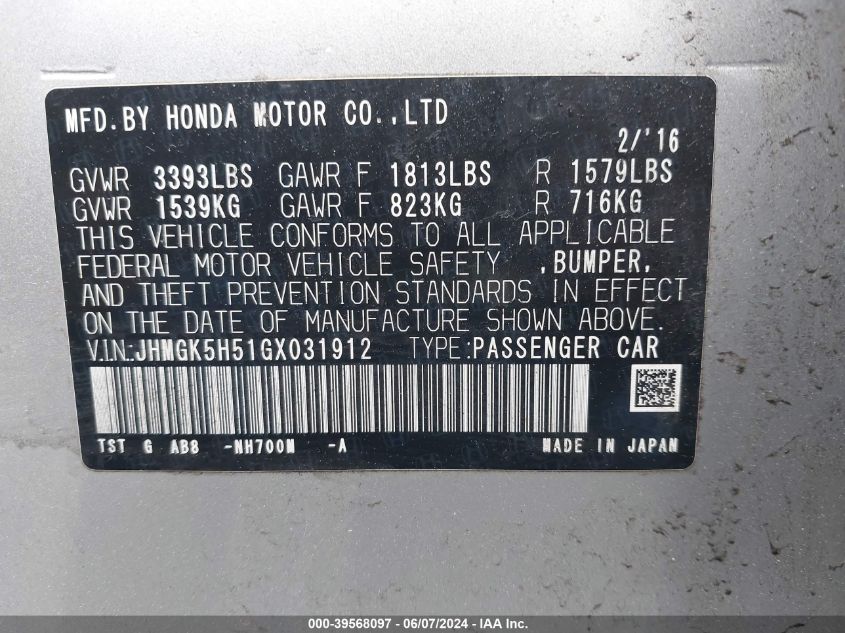 MFD.BY HONDA MOTOR CO.,LTD
2/'16
GVWR 3393LBS GAWR F 1813LBS R 1579LBS
GVWR 1539KG GAWR F 823KG R 716KG
THIS VEHICLE CONFORMS TO ALL APPLICABLE
FEDERAL MOTOR VEHICLE SAFETY ,BUMPER,
AND THEFT PREVENTION STANDARDS IN EFFECT
ON THE DATE OF MANUFACTURE SHOWN ABOVE.
V.I.N:JHMGK5H51GX031912 TYPE:PASSENGER CAR
TST G AB8 -NH700M -A MADE IN JAPAN
000-39568097 - 06/07/2024 - IAA Inc.